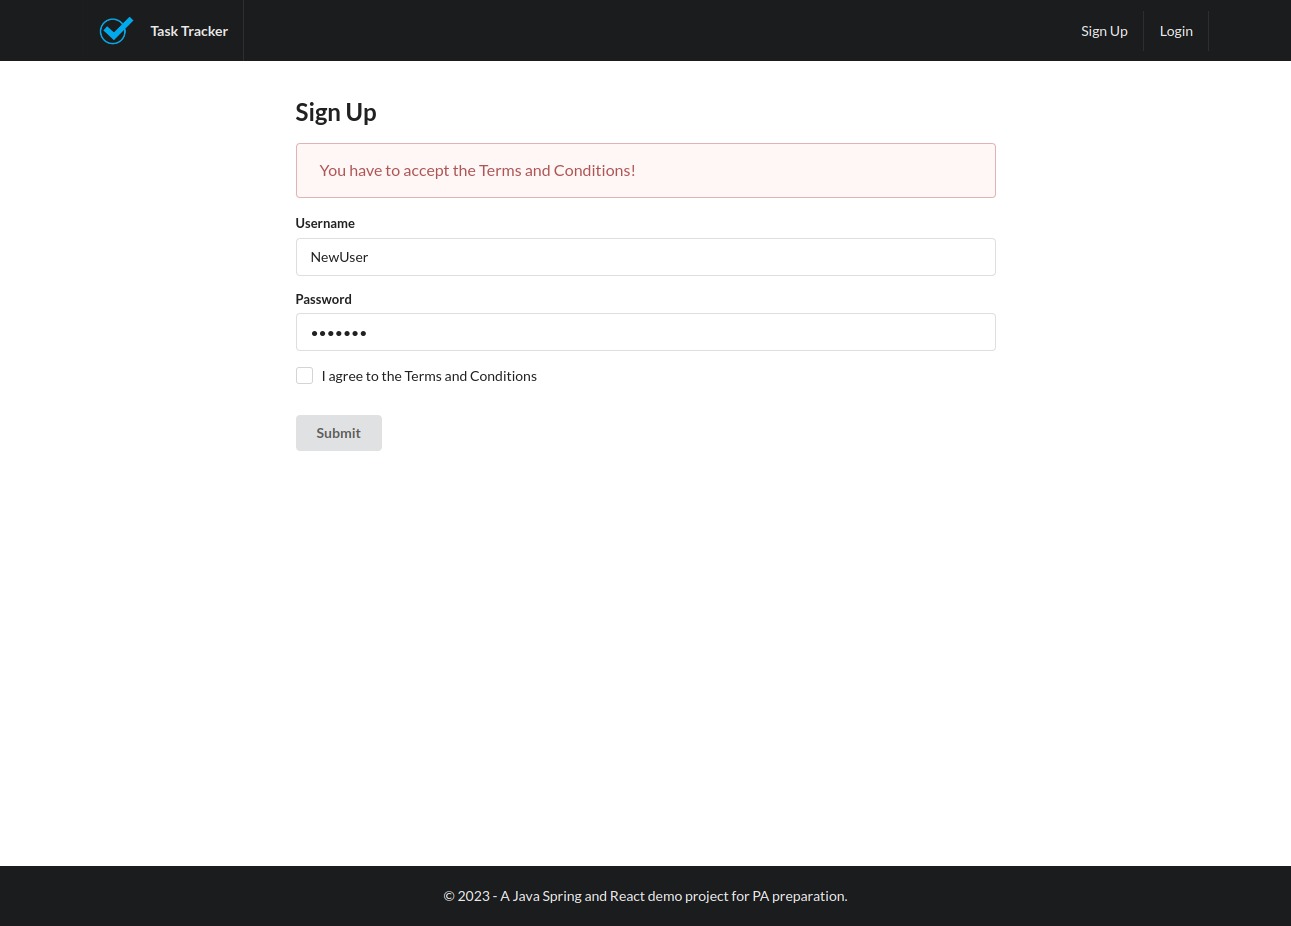 Task Tracker
Sign Up
Login
Sign Up
You have to accept the Terms and Conditions!
Username
NewUser
Password
•••••••
I agree to the Terms and Conditions
Submit
© 2023 - A Java Spring and React demo project for PA preparation.